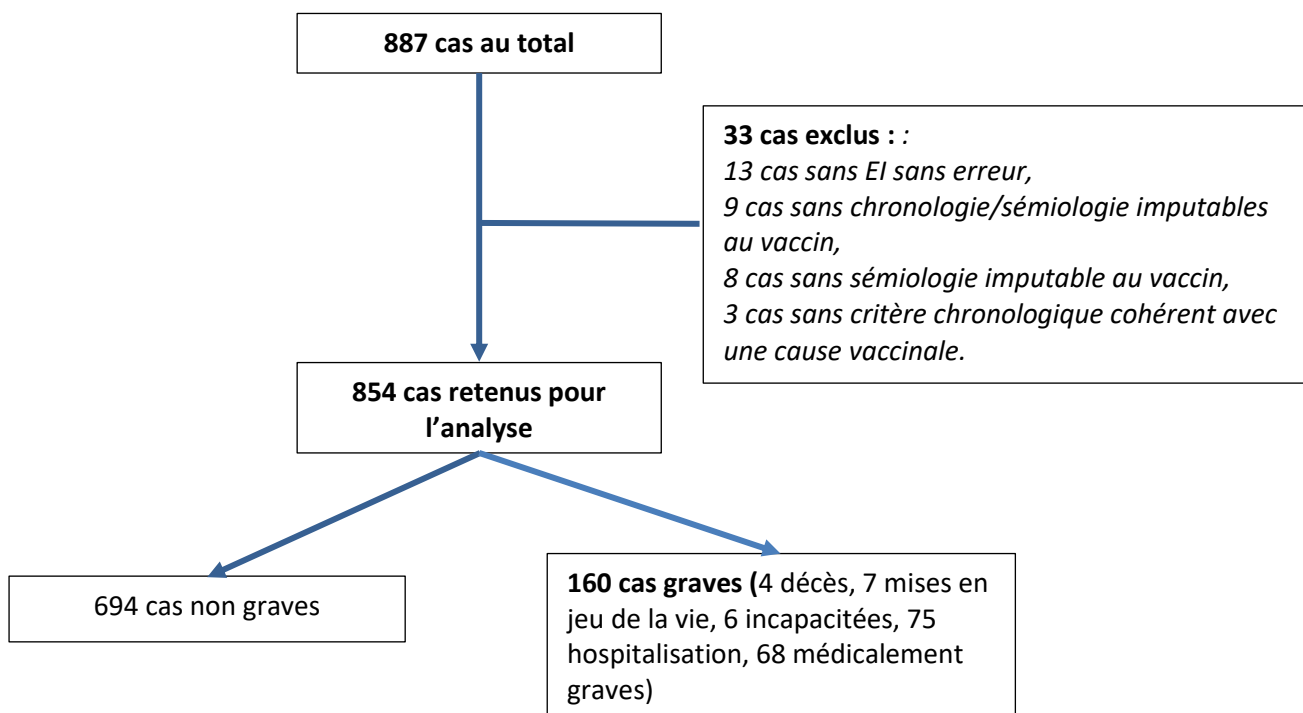 887 cas au total
33 cas exclus : :
13 cas sans EI sans erreur,
9 cas sans chronologie/sémiologie imputables
au vaccin,
8 cas sans sémiologie imputable au vaccin,
3 cas sans critère chronologique cohérent avec
une cause vaccinale.
854 cas retenus pour
l’analyse
694 cas non graves
160 cas graves (4 décès, 7 mises en
jeu de la vie, 6 incapacitées, 75
hospitalisation, 68 médicalement
graves)